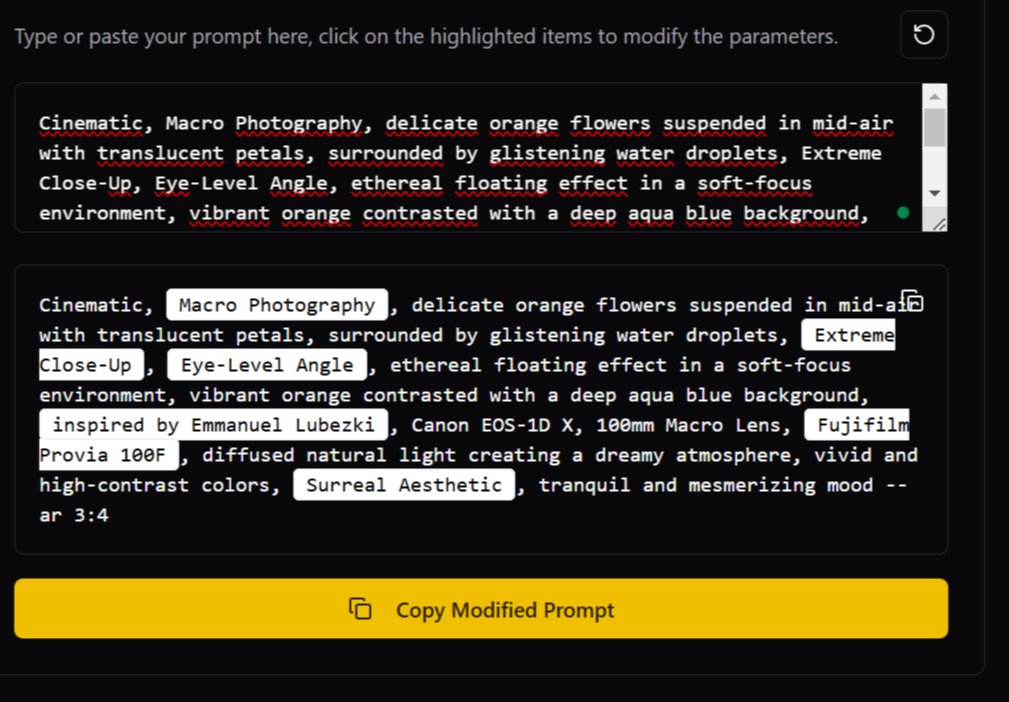 Type or paste your prompt here, click on the highlighted items to modify the parameters.
Cinematic, Macro Photography, delicate orange flowers suspended in mid-air
with translucent petals, surrounded by glistening water droplets, Extreme
Close-Up, Eye-Level Angle, ethereal floating effect in a soft-focus
environment, vibrant orange contrasted with a deep aqua blue background,
Cinematic, Macro Photography, delicate orange flowers suspended in mid-air
with translucent petals, surrounded by glistening water droplets, Extreme
Close-Up, Eye-Level Angle, ethereal floating effect in a soft-focus
environment, vibrant orange contrasted with a deep aqua blue background,
inspired by Emmanuel Lubezki, Canon EOS-1D X, 100mm Macro Lens, Fujifilm
Provia 100F, diffused natural light creating a dreamy atmosphere, vivid and
high-contrast colors, Surreal Aesthetic, tranquil and mesmerizing mood --
ar 3:4
Copy Modified Prompt